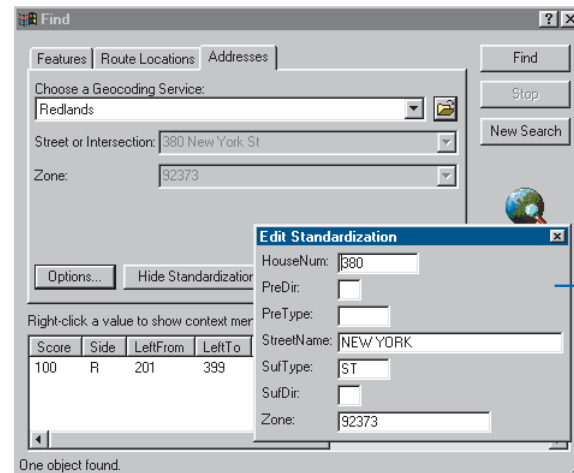 Find
Features Route Locations Addresses
Find
Choose a Geocoding Service:
Redlands
Stop
Street or Intersection: 380 New York St
New Search
Zone: 92373
Edit Standardization
HouseNum: 380
Options... Hide Standardization
PreDir:
PreType:
Right-click a value to show context
StreetName: NEW YORK
Score Side LeftFrom LeftTo
SufType: ST
100 R 201 399
SufDir:
Zone: 92373
One object found.